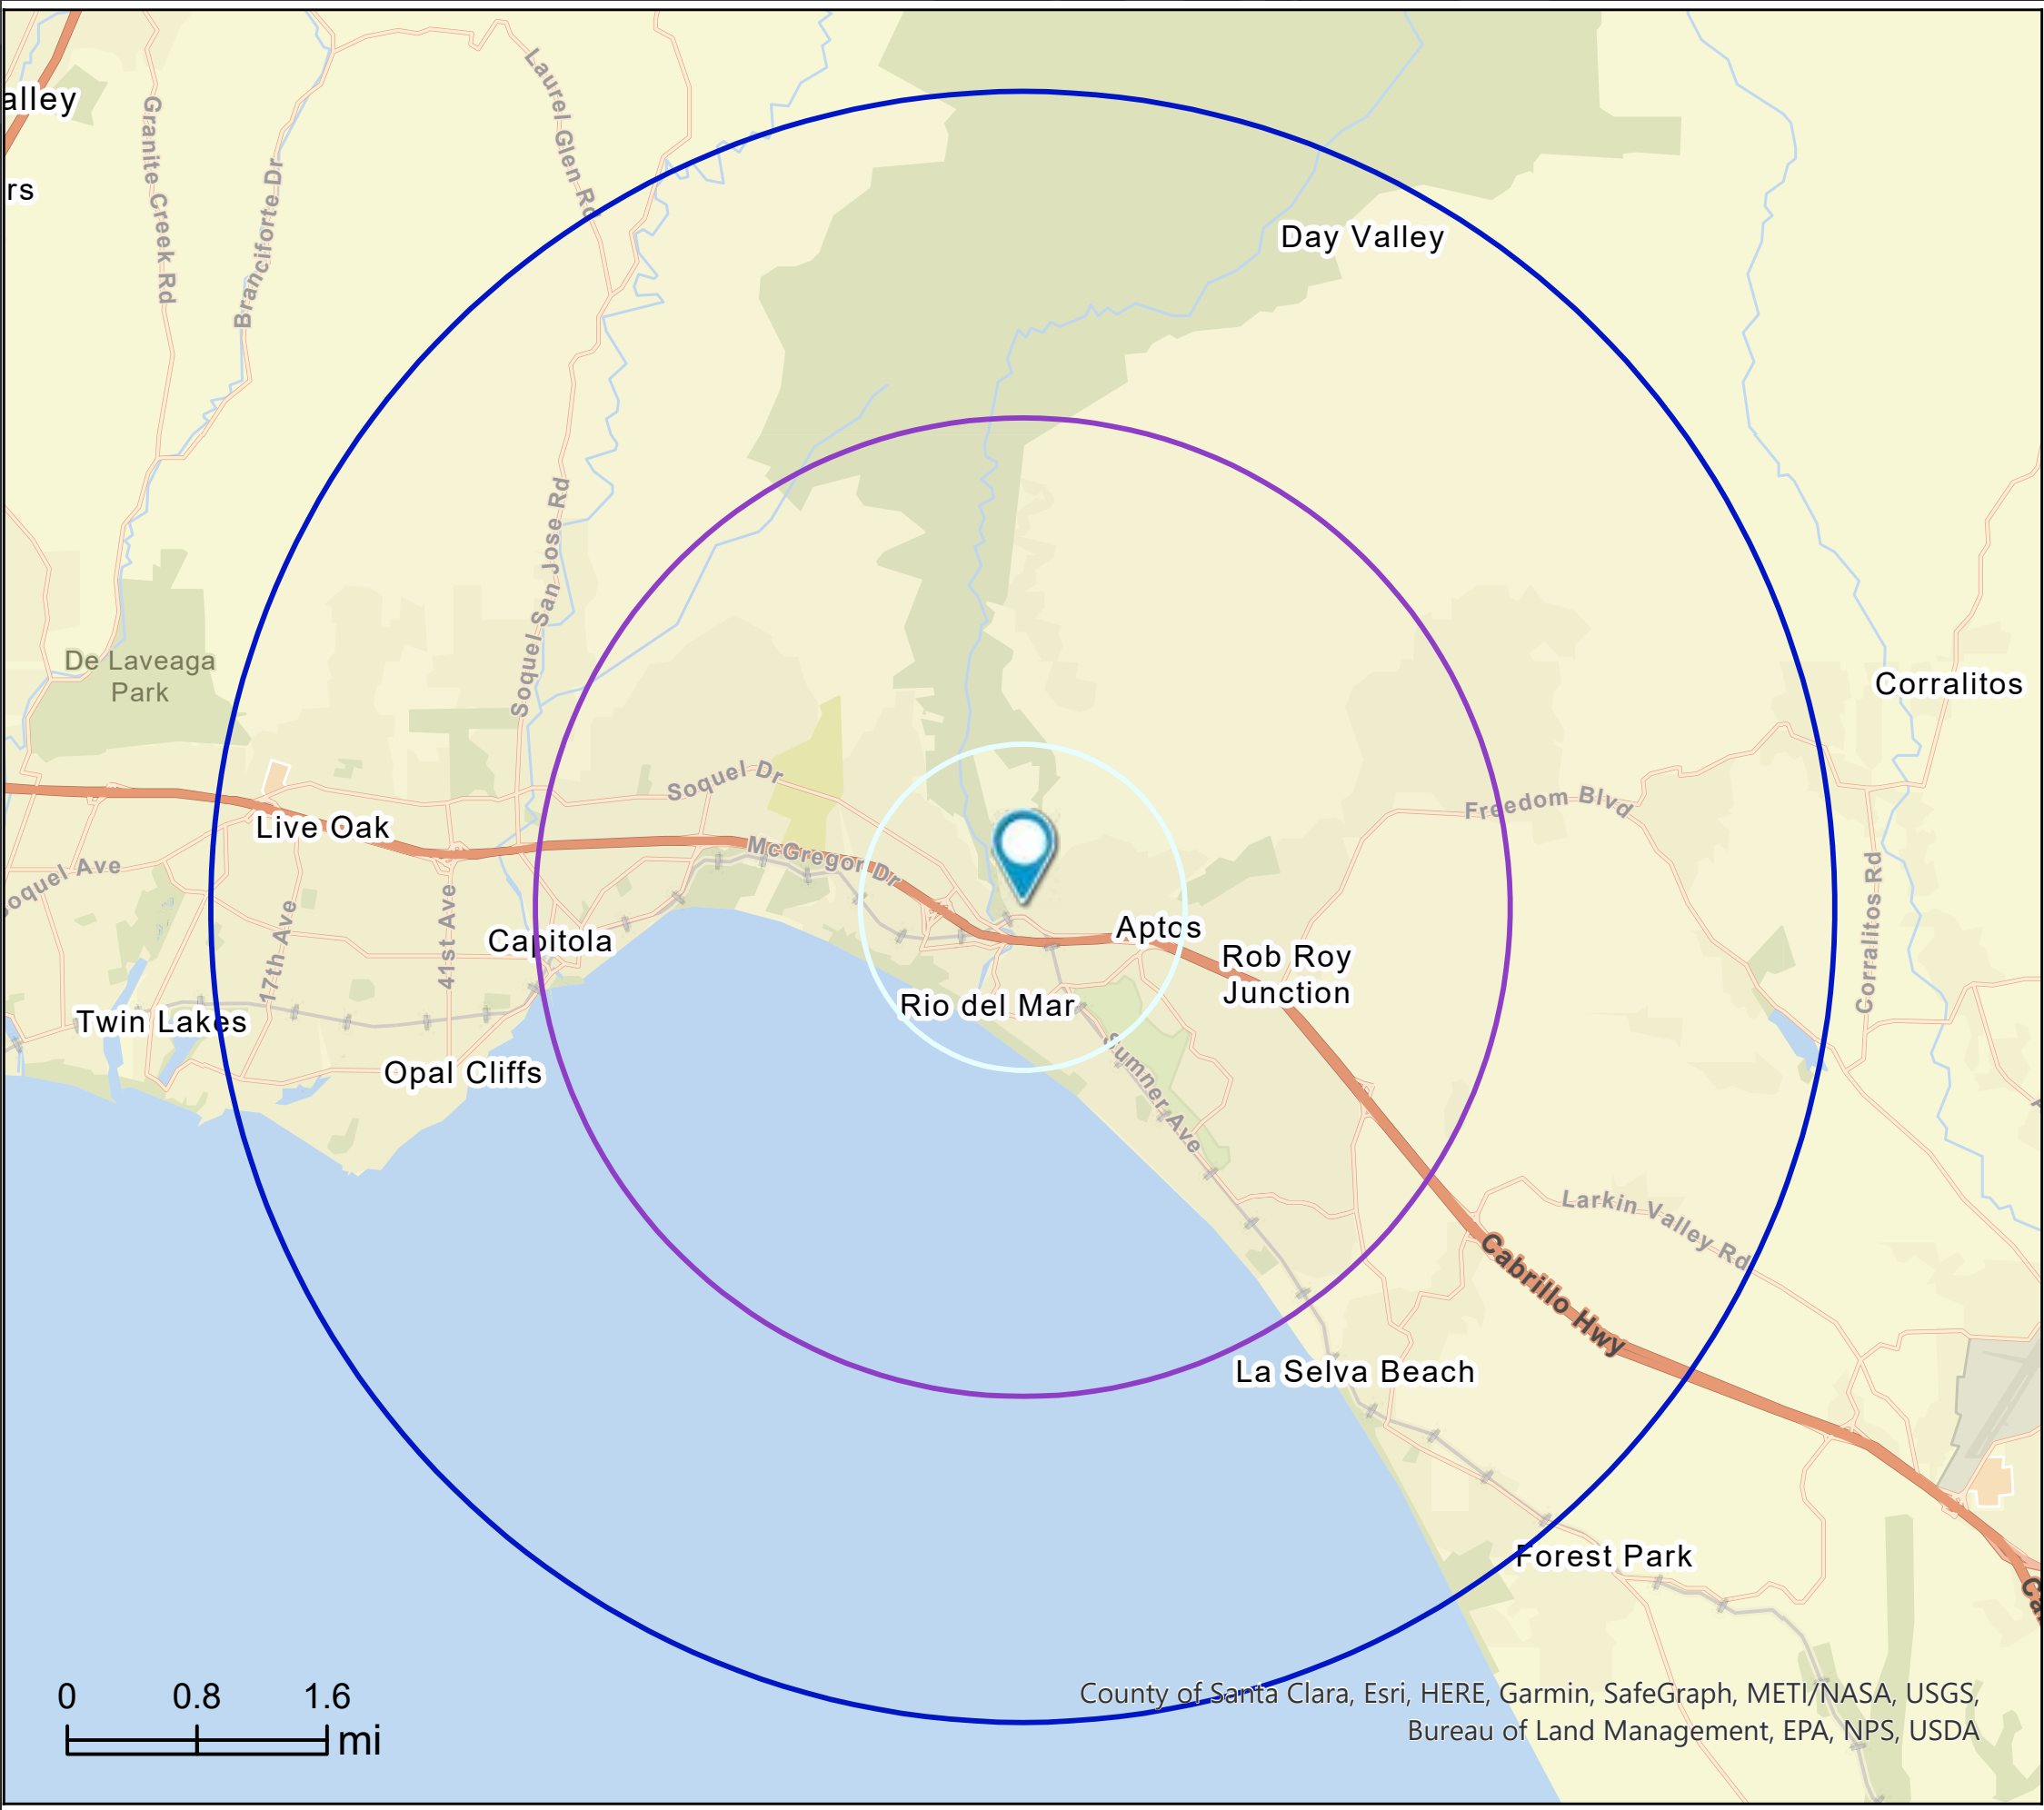 alley
rs
Granite Creek Rd
Branciforte Dr
Laurel Glen Rd
Day Valley
Soquel San Jose Rd
De Laveaga
Park
Corralitos
Soquel Dr
Freedom Blvd
Live Oak
McGregor Dr
oquel Ave
17th Ave
41st Ave
Capitola
Aptos
Rob Roy
Junction
Corralitos Rd
Rio del Mar
Twin Lakes
Opal Cliffs
Sumner Ave
Larkin Valley Rd
Cabrillo Hwy
La Selva Beach
Forest Park
Ca
0 0.8 1.6
mi
County of Santa Clara, Esri, HERE, Garmin, SafeGraph, METI/NASA, USGS,
Bureau of Land Management, EPA, NPS, USDA